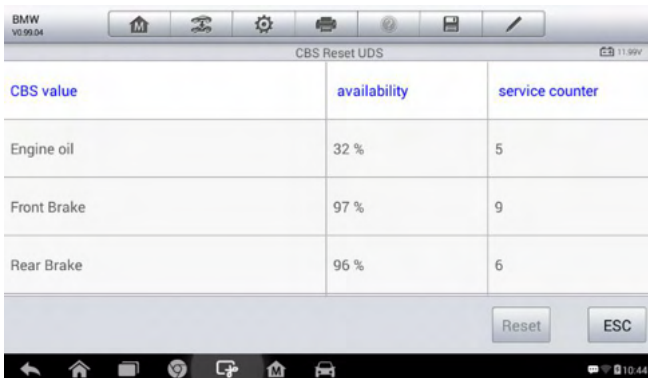 BMW
V0.99.04
CBS Reset UDS
11.99V
CBS value availability service counter
Engine oil 32 % 5
Front Brake 97 % 9
Rear Brake 96 % 6
Reset ESC
10:44